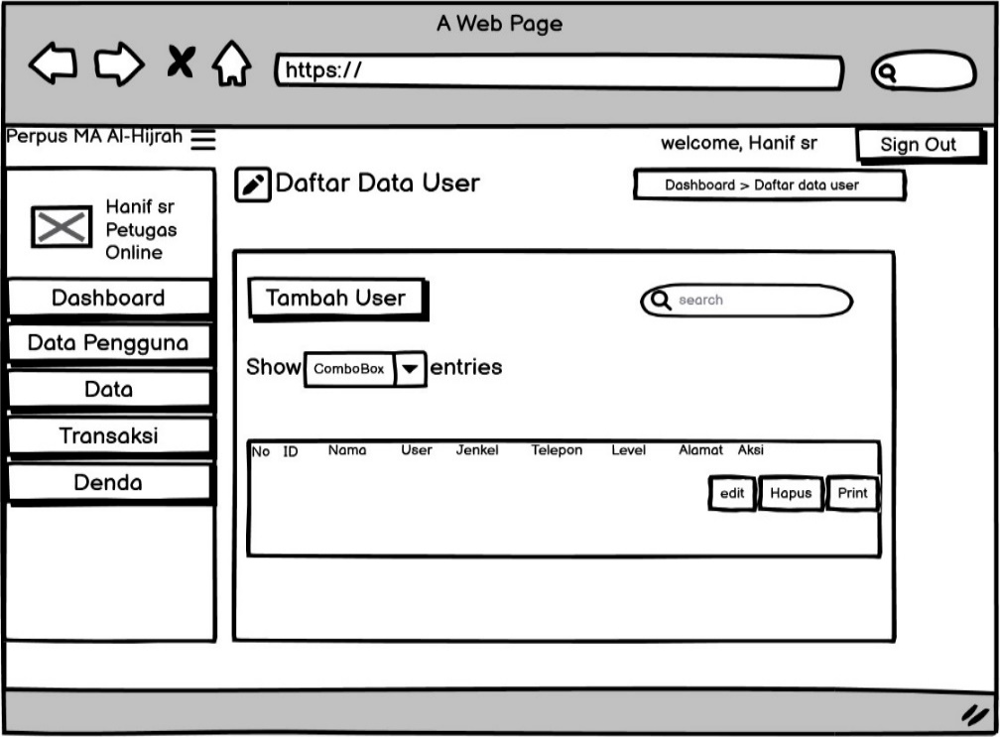 A Web Page
https://
Perpus MA Al-Hijrah
welcome, Hanif sr
Sign Out
Hanif sr
Petugas
Online
Dashboard
Data Pengguna
Data
Transaksi
Denda
Daftar Data User
Dashboard > Daftar data user
Tambah User
search
Show ComboBox entries
No ID Nama User Jenkel Telepon Level Alamat Aksi
edit Hapus Print